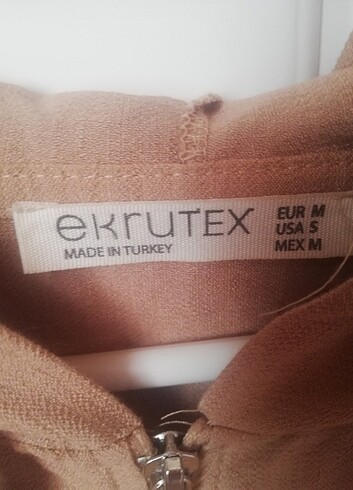 ekruTEX
MADE IN TURKEY
EUR M
USA S
MEX M